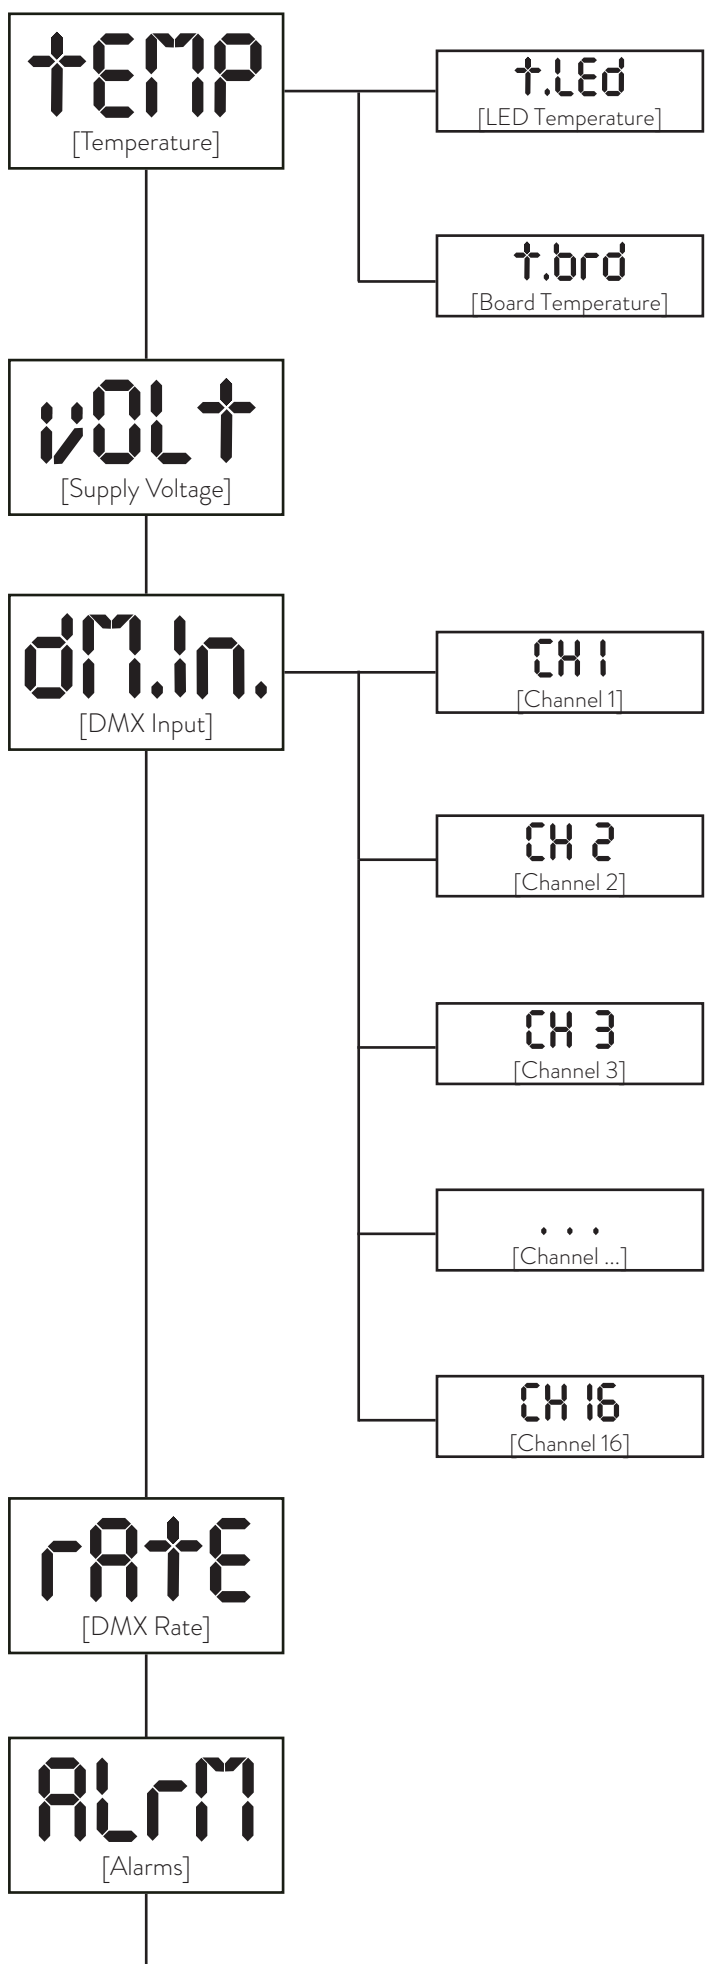 tEMP
[Temperature]
t.LEd
[LED Temperature]
t.brd
[Board Temperature]
vOLt
[Supply Voltage]
dM.In.
[DMX Input]
CH 1
[Channel 1]
CH 2
[Channel 2]
CH 3
[Channel 3]
...
[Channel ...]
CH 16
[Channel 16]
rAtE
[DMX Rate]
ALrM
[Alarms]